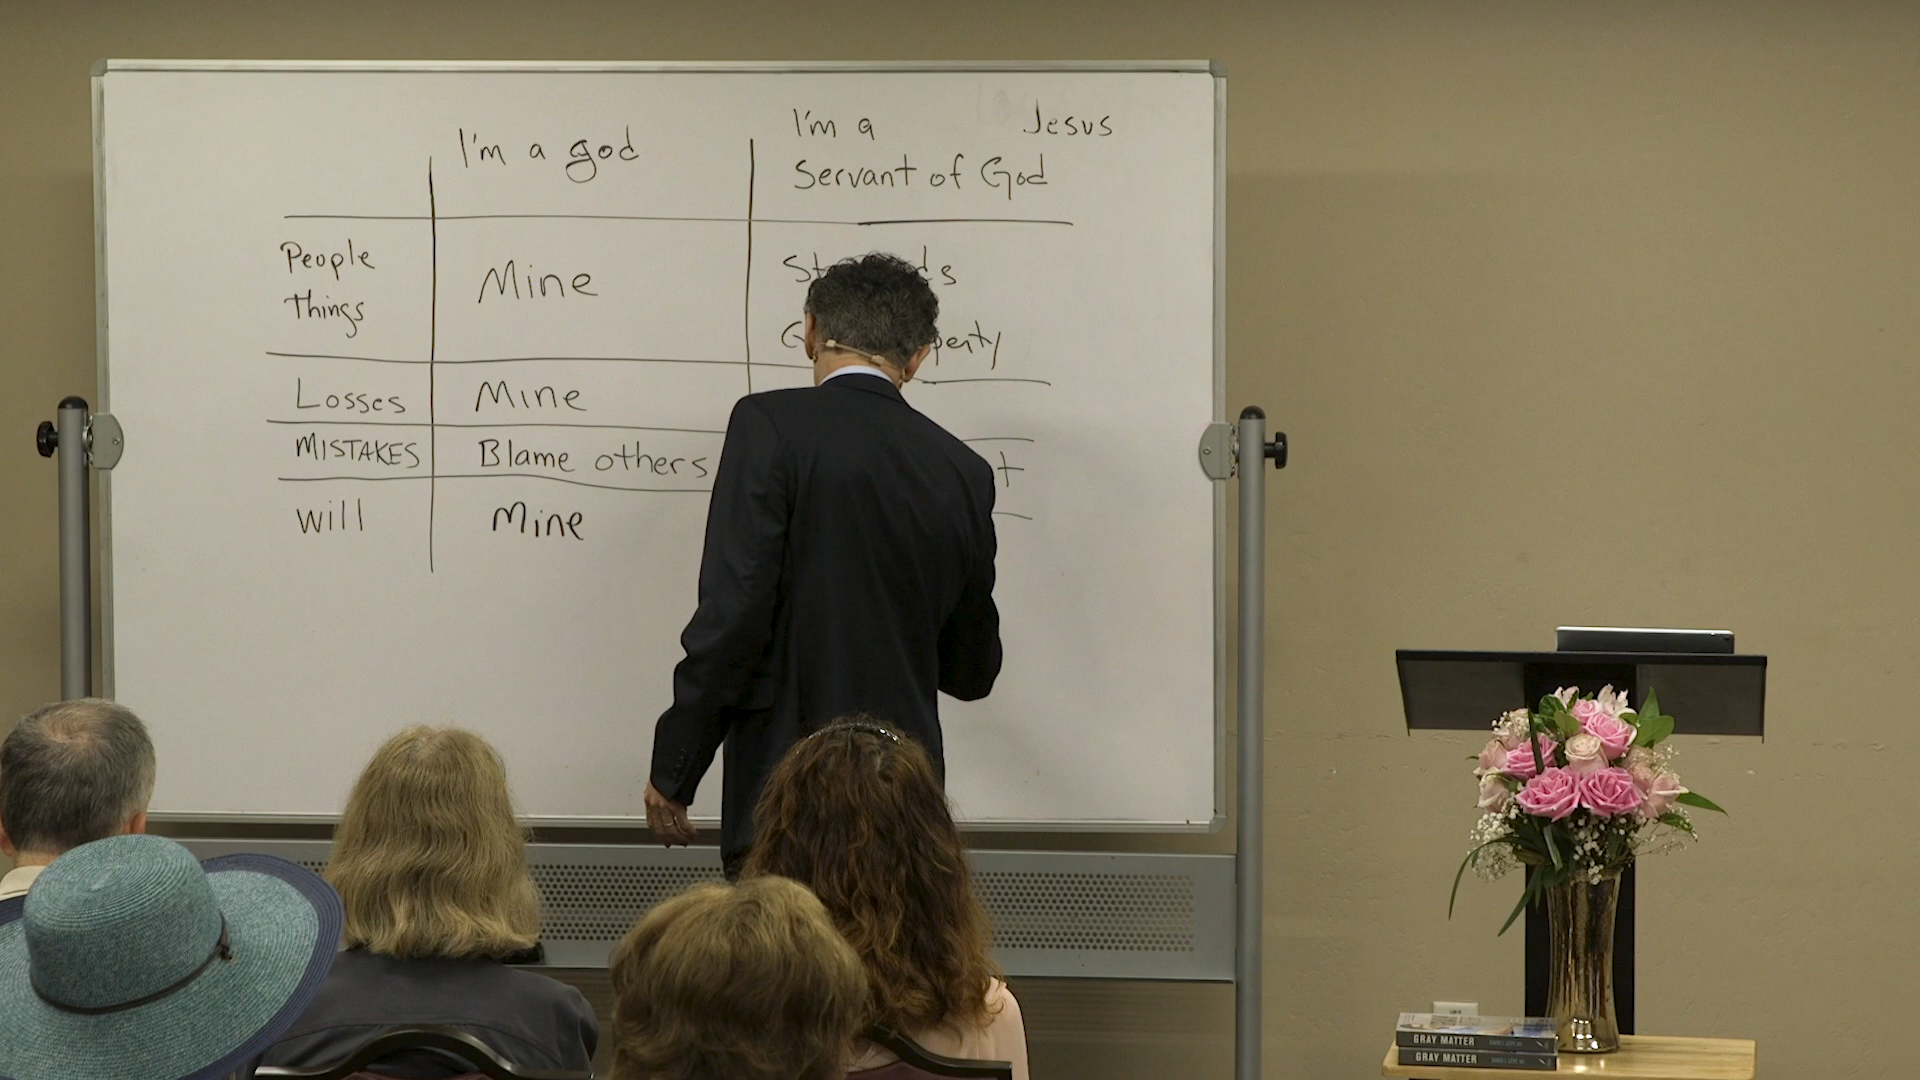 I'm a god
I'm a
Servant of God
Jesus
People
Things
Mine
Losses
Mine
MISTAKES
Blame others
Will
Mine
GRAY MATTER
GRAY MATTER